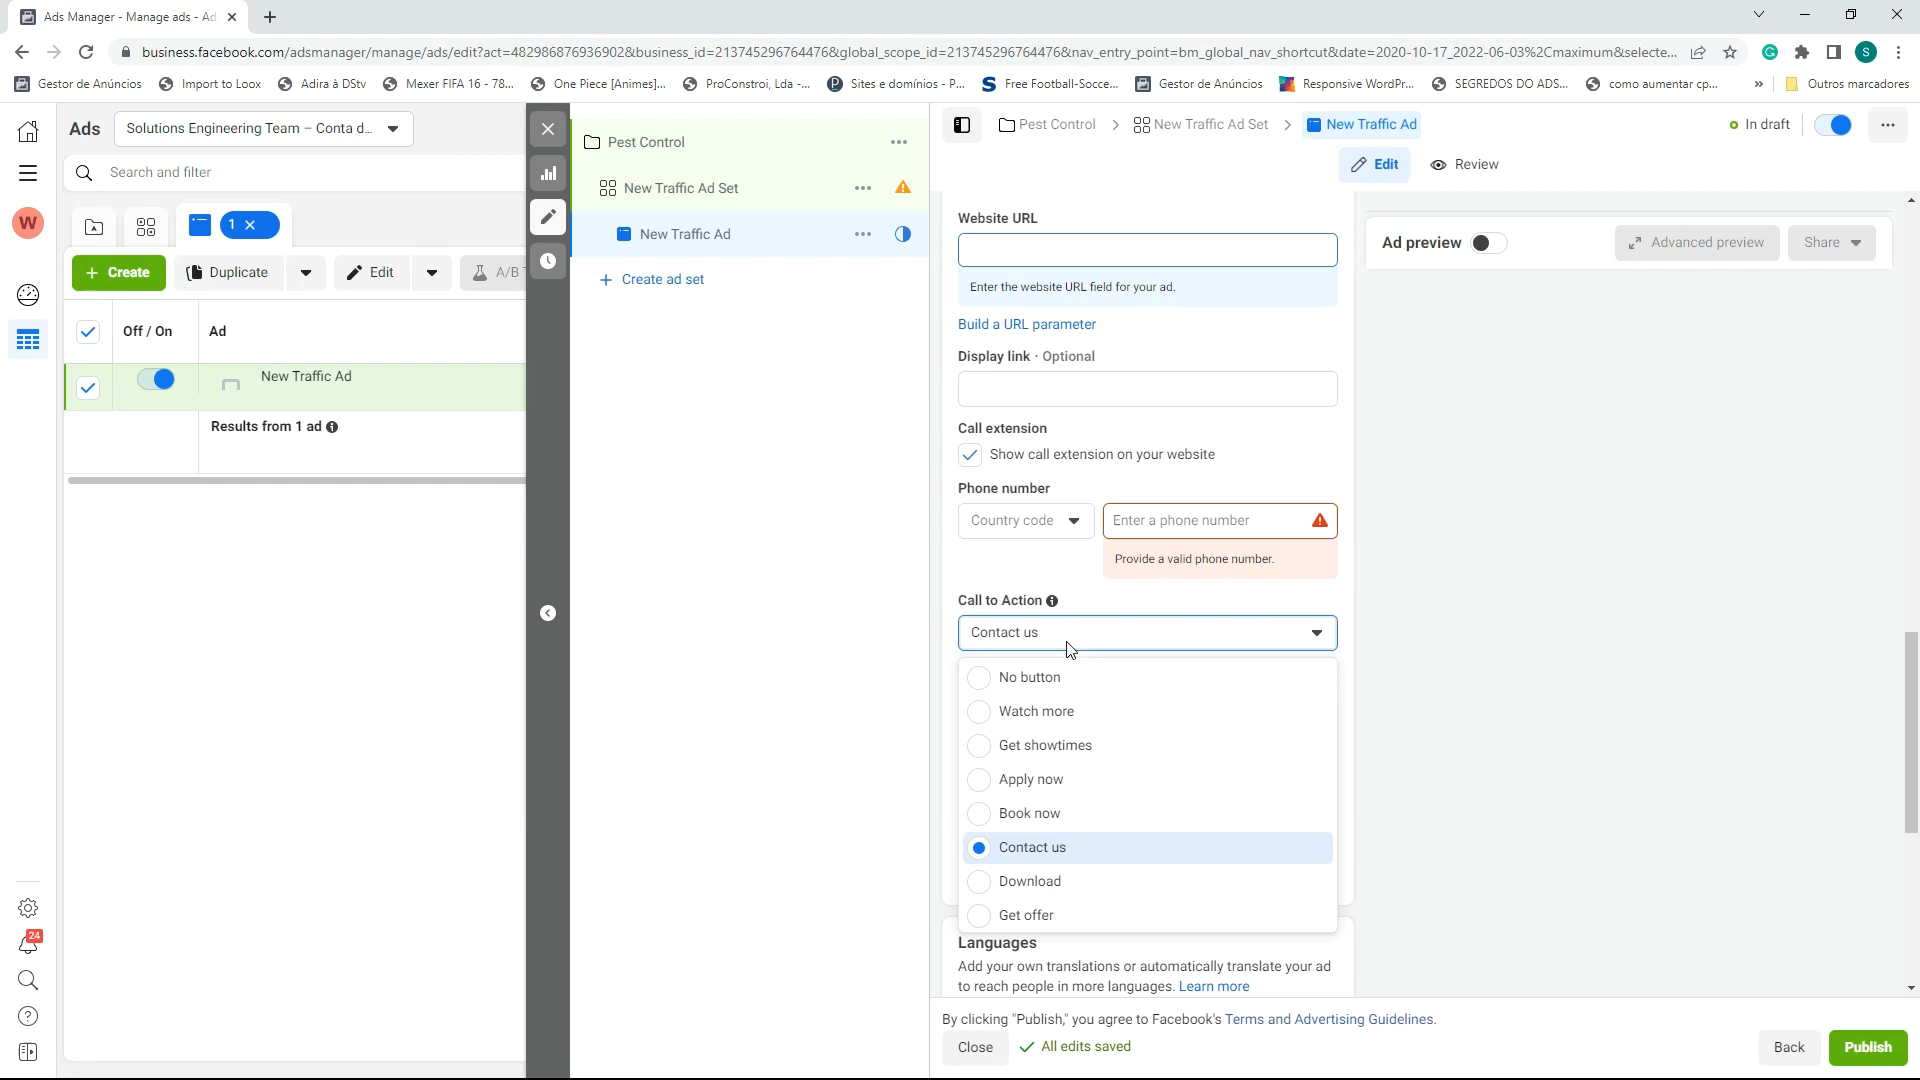 Ads Manager - Manage ads - Ad
business.facebook.com/adsmanager/manage/ads/edit?act=482986876936902&business_id=213745296764476&global_scope_id=213745296764476&nav_entry_point=bm_global_nav_shortcut&date=2020-10-17_2022-06-03%2Cmaximum&selecte...
S
Gestor de Anúncios
Import to Loox
Adira à DStv
Mexer FIFA 16 - 78...
One Piece [Animes]...
ProConstroi, Lda -...
Sites e domínios - P...
Free Football-Socce...
Gestor de Anúncios
Responsive WordPr...
SEGREDOS DO ADS...
como aumentar cp...
»
Outros marcadores
Ads
Solutions Engineering Team – Conta d...
Search and filter
W
1
Create
Duplicate
Edit
A/B T
Off / On
Ad
New Traffic Ad
Results from 1 ad
24
Pest Control
New Traffic Ad Set
New Traffic Ad
Create ad set
Pest Control
New Traffic Ad Set
New Traffic Ad
In draft
Edit
Review
Website URL
Enter the website URL field for your ad.
Build a URL parameter
Display link · Optional
Call extension
Show call extension on your website
Phone number
Country code
Enter a phone number
Provide a valid phone number.
Call to Action
Contact us
No button
Watch more
Get showtimes
Apply now
Book now
Contact us
Download
Get offer
Languages
Add your own translations or automatically translate your ad
to reach people in more languages. Learn more
Ad preview
Advanced preview
Share
By clicking "Publish," you agree to Facebook's Terms and Advertising Guidelines.
Close
All edits saved
Back
Publish